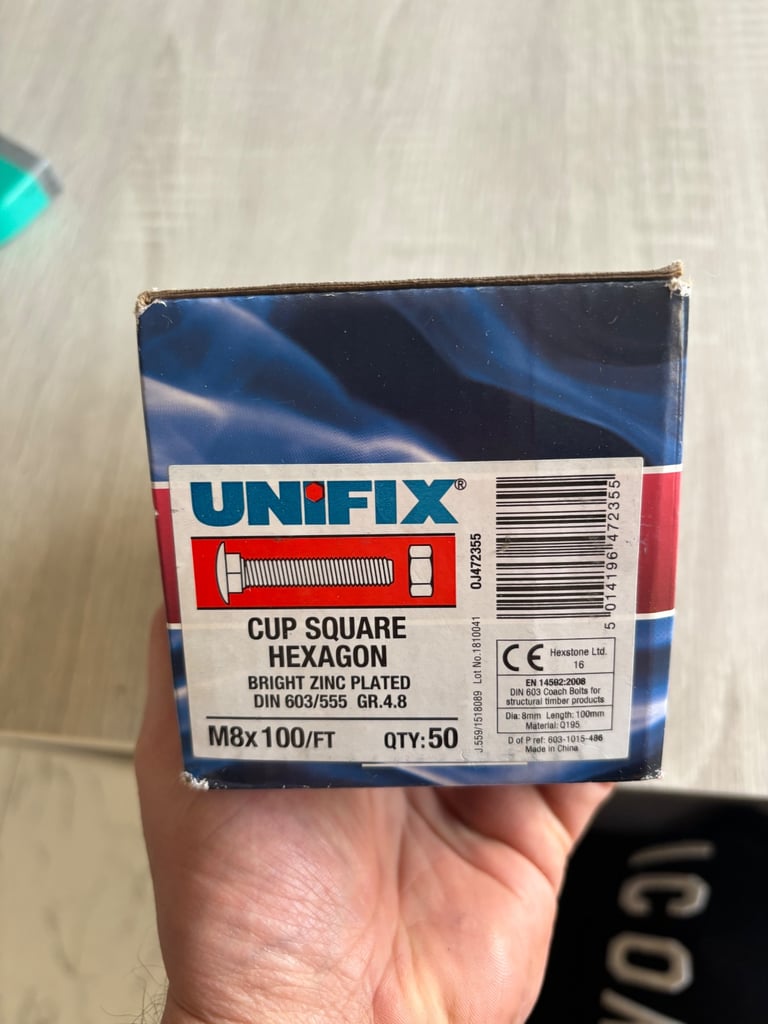 UNIFIX®
CUP SQUARE
HEXAGON
BRIGHT ZINC PLATED
DIN 603/555 GR.4.8
M8x100/FT QTY:50
0J472355
J.559/1518089 Lot No.1810041
5 014196 472355
CE Hexstone Ltd.
16
EN 14592:2008
DIN 603 Coach Bolts for
structural timber products
Dia: 8mm Length: 100mm
Material: Q195
D of P ref: 603-1015-486
Made in China